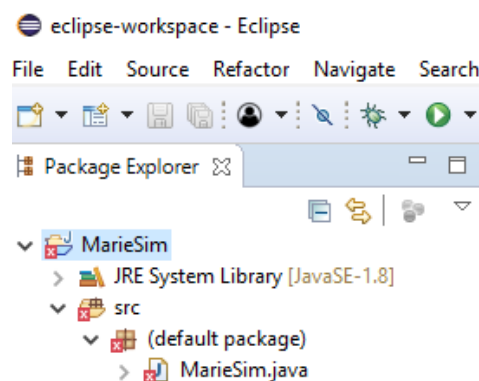 eclipse-workspace - Eclipse
File Edit Source Refactor Navigate Search
Package Explorer
MarieSim
JRE System Library [JavaSE-1.8]
src
(default package)
MarieSim.java